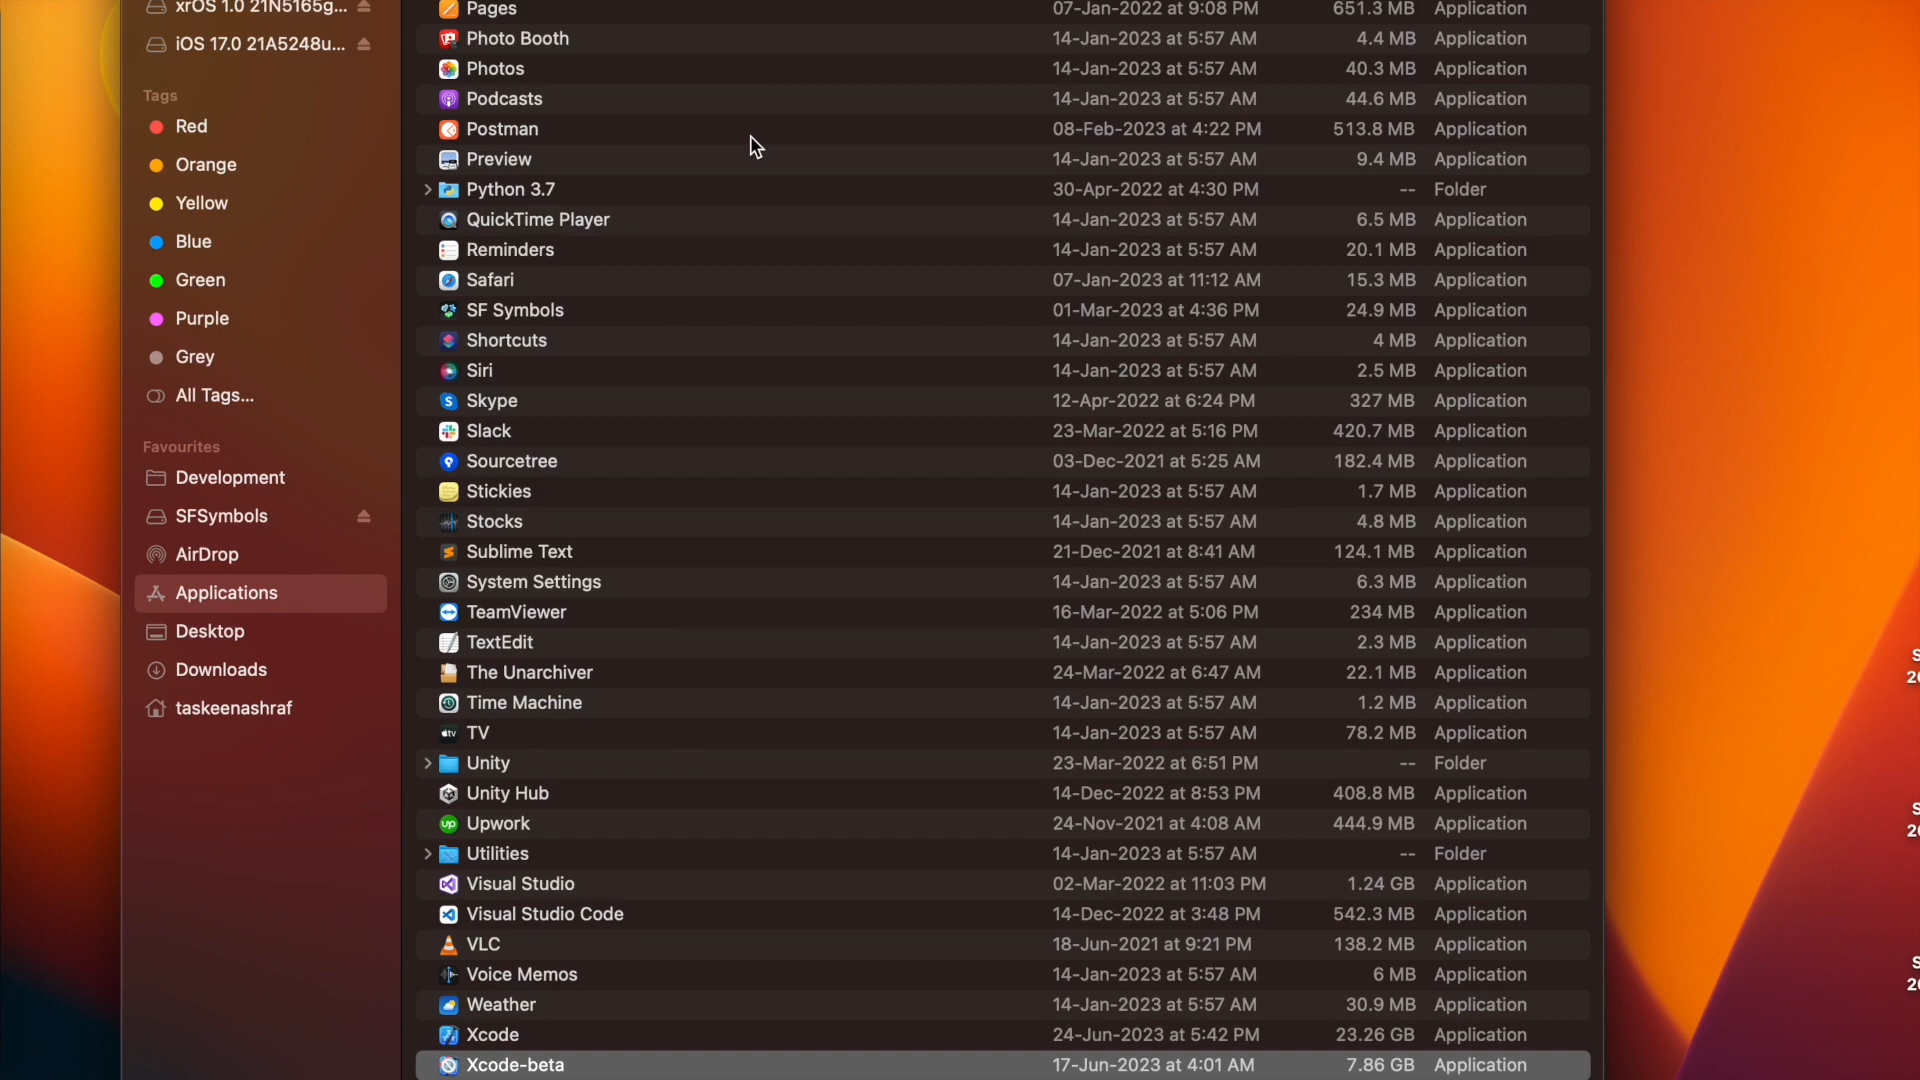 xrOS 1.0 21N5165g...
iOS 17.0 21A5248u...
Tags
Red
Orange
Yellow
Blue
Green
Purple
Grey
All Tags...
Favourites
Development
SFSymbols
AirDrop
Applications
Desktop
Downloads
taskeenashraf
Pages 07-Jan-2022 at 9:08 PM 651.3 MB Application
Photo Booth 14-Jan-2023 at 5:57 AM 4.4 MB Application
Photos 14-Jan-2023 at 5:57 AM 40.3 MB Application
Podcasts 14-Jan-2023 at 5:57 AM 44.6 MB Application
Postman 08-Feb-2023 at 4:22 PM 513.8 MB Application
Preview 14-Jan-2023 at 5:57 AM 9.4 MB Application
Python 3.7 30-Apr-2022 at 4:30 PM -- Folder
QuickTime Player 14-Jan-2023 at 5:57 AM 6.5 MB Application
Reminders 14-Jan-2023 at 5:57 AM 20.1 MB Application
Safari 07-Jan-2023 at 11:12 AM 15.3 MB Application
SF Symbols 01-Mar-2023 at 4:36 PM 24.9 MB Application
Shortcuts 14-Jan-2023 at 5:57 AM 4 MB Application
Siri 14-Jan-2023 at 5:57 AM 2.5 MB Application
Skype 12-Apr-2022 at 6:24 PM 327 MB Application
Slack 23-Mar-2022 at 5:16 PM 420.7 MB Application
Sourcetree 03-Dec-2021 at 5:25 AM 182.4 MB Application
Stickies 14-Jan-2023 at 5:57 AM 1.7 MB Application
Stocks 14-Jan-2023 at 5:57 AM 4.8 MB Application
Sublime Text 21-Dec-2021 at 8:41 AM 124.1 MB Application
System Settings 14-Jan-2023 at 5:57 AM 6.3 MB Application
TeamViewer 16-Mar-2022 at 5:06 PM 234 MB Application
TextEdit 14-Jan-2023 at 5:57 AM 2.3 MB Application
The Unarchiver 24-Mar-2022 at 6:47 AM 22.1 MB Application
Time Machine 14-Jan-2023 at 5:57 AM 1.2 MB Application
TV 14-Jan-2023 at 5:57 AM 78.2 MB Application
Unity 23-Mar-2022 at 6:51 PM -- Folder
Unity Hub 14-Dec-2022 at 8:53 PM 408.8 MB Application
Upwork 24-Nov-2021 at 4:08 AM 444.9 MB Application
Utilities 14-Jan-2023 at 5:57 AM -- Folder
Visual Studio 02-Mar-2022 at 11:03 PM 1.24 GB Application
Visual Studio Code 14-Dec-2022 at 3:48 PM 542.3 MB Application
VLC 18-Jun-2021 at 9:21 PM 138.2 MB Application
Voice Memos 14-Jan-2023 at 5:57 AM 6 MB Application
Weather 14-Jan-2023 at 5:57 AM 30.9 MB Application
Xcode 24-Jun-2023 at 5:42 PM 23.26 GB Application
Xcode-beta 17-Jun-2023 at 4:01 AM 7.86 GB Application